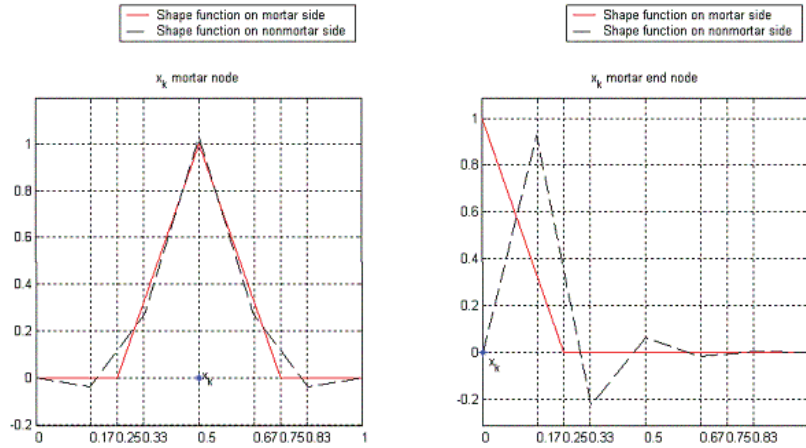 Shape function on mortar side
Shape function on nonmortar side
Shape function on mortar side
Shape function on nonmortar side
xk mortar node
xk mortar end node
1
0.8
0.6
0.4
0.2
0
-0.2
xk
0 0.17 0.25 0.33 0.5 0.67 0.75 0.83 1
1
0.8
0.6
0.4
0.2
0
-0.2
xk
0 0.17 0.25 0.33 0.5 0.67 0.75 0.83